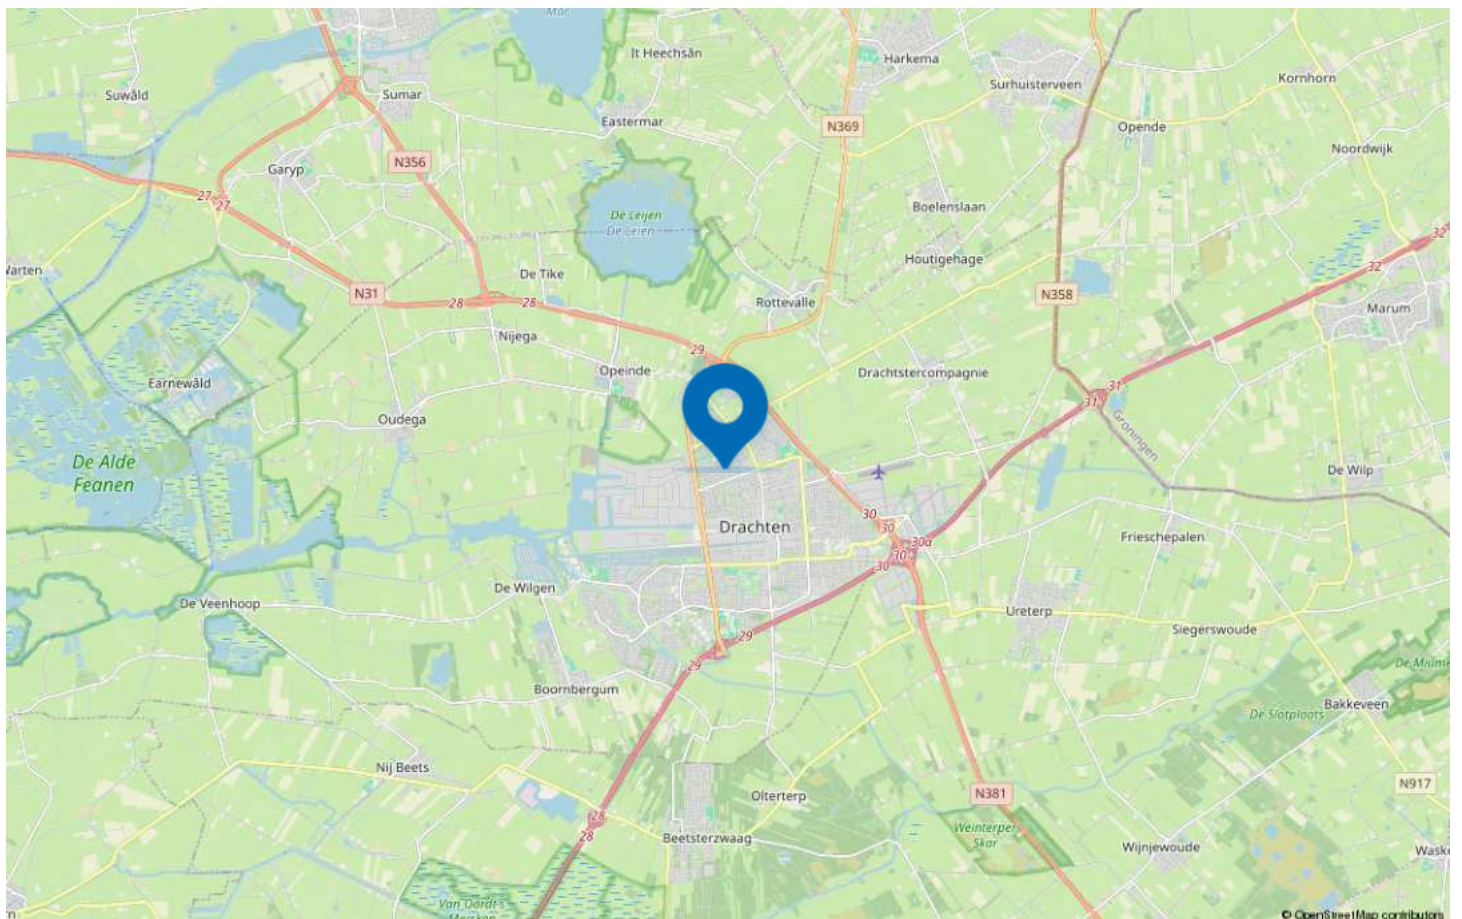 It Heechsân
Harkema
Surhuisterveen
Kornhorn
Suwâld
Sumar
Eastermar
N369
Opende
Noordwijk
Garyp
N356
27
27
De Leijen
De Leien
Boelenslaan
Houtigehage
32
32
De Tike
N31
28
28
Rottevalle
N358
Marum
Nijega
29
Opeinde
Drachtstercompagnie
31
31
Earnewâld
Oudega
Groningen
De Alde
Feanen
De Wilp
Drachten
30
30
30a
30
30
Frieschepalen
De Wilgen
De Veenhoop
Ureterp
Siegerswoude
29
29
Boornbergum
Bakkeveen
De Slotplaats
Nij Beets
N917
Olterterp
N381
28
28
Beetsterzwaag
Weinterper
Skar
Wijnjewoude
Van Oordt's
Mersken
© OpenStreetMap contributors